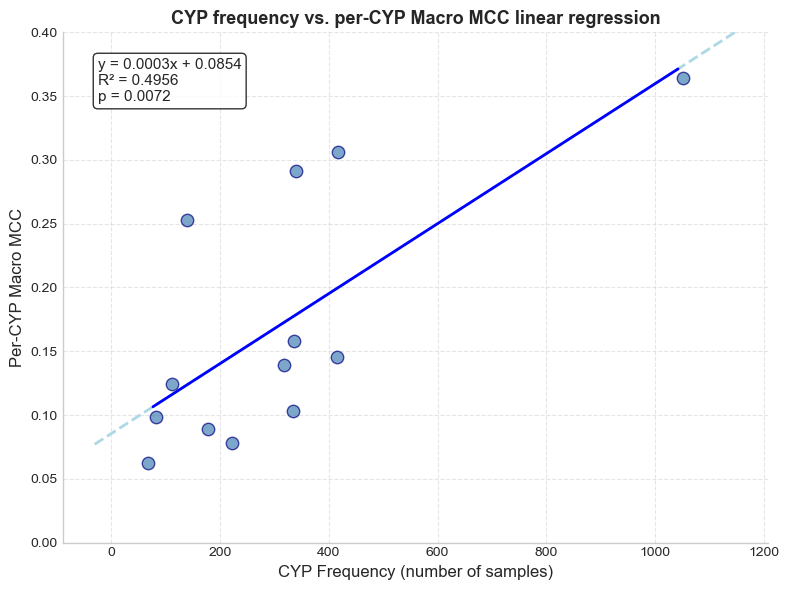 CYP frequency vs. per-CYP Macro MCC linear regression
y = 0.0003x + 0.0854
R² = 0.4956
p = 0.0072
Per-CYP Macro MCC
0.40
0.35
0.30
0.25
0.20
0.15
0.10
0.05
0.00
0 200 400 600 800 1000 1200
CYP Frequency (number of samples)